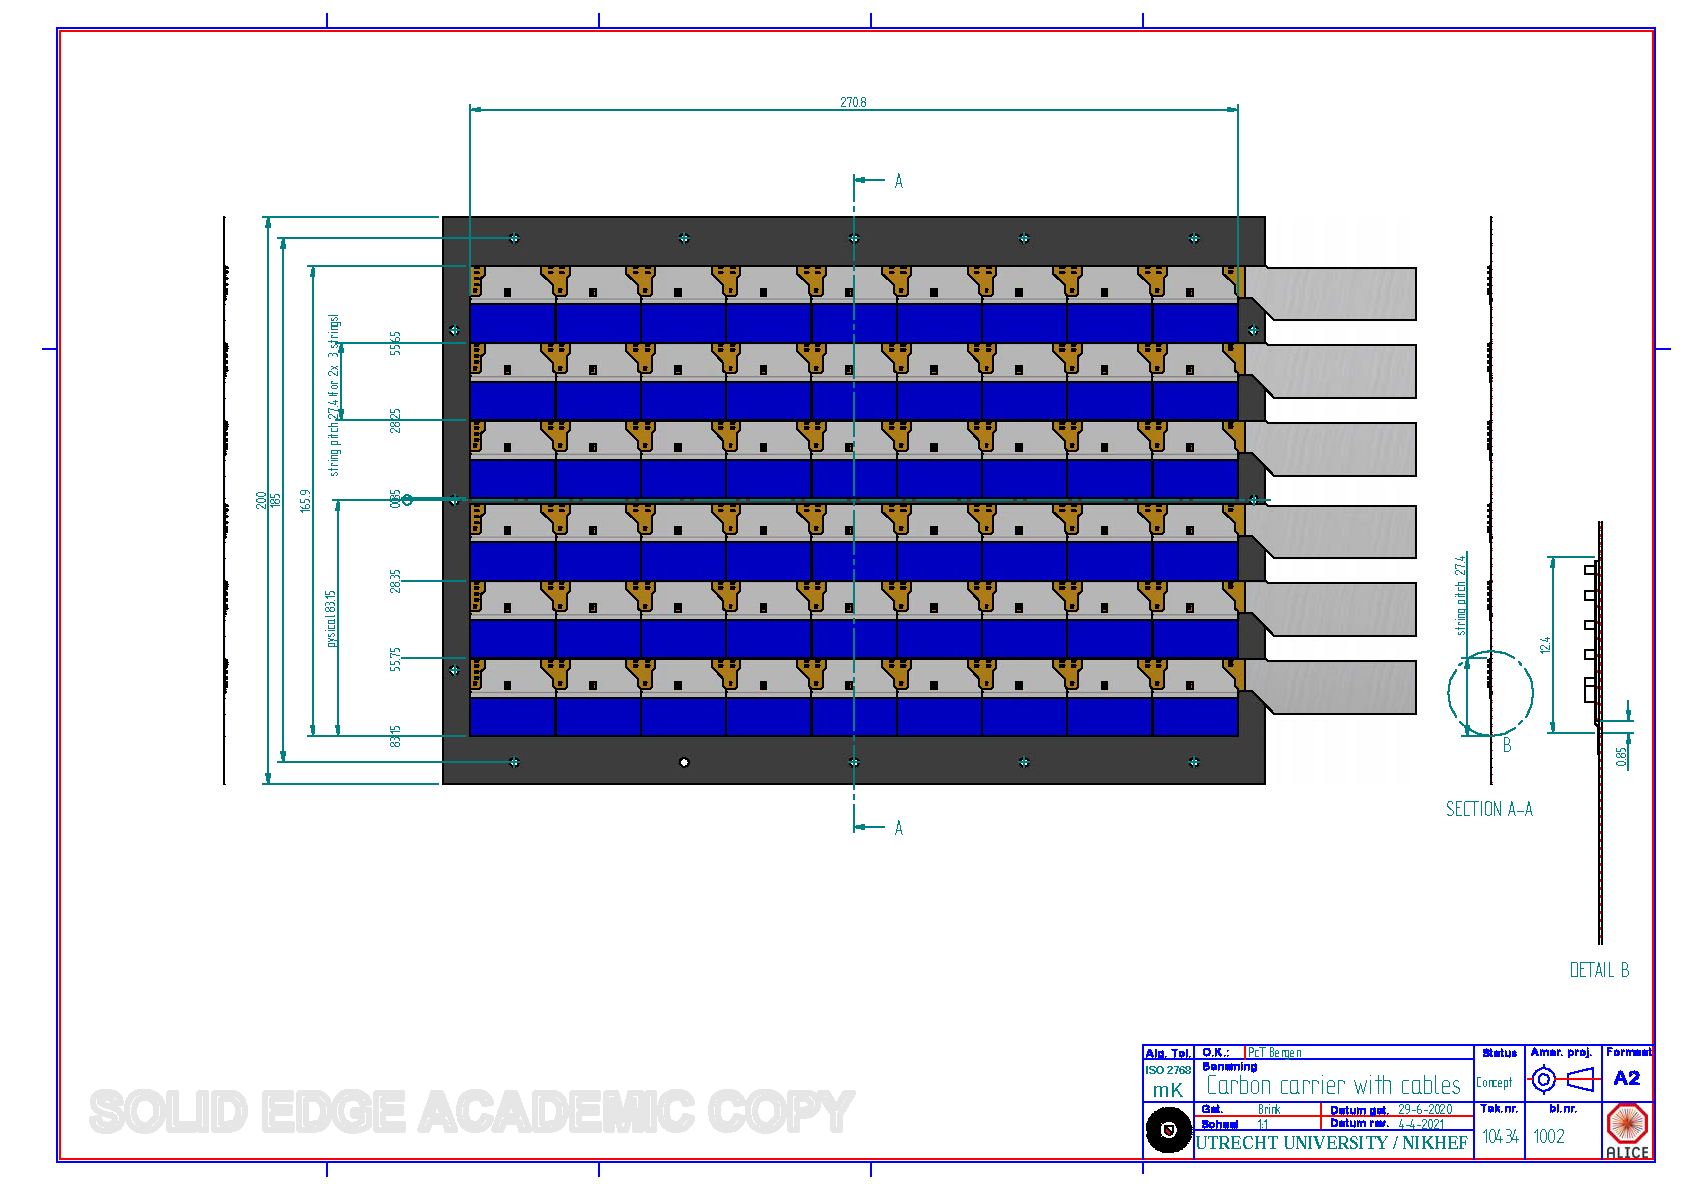 270.8
A
200
185
165.9
string pitch 27.4 (for 2x 3 strings)
55.65
28.25
0.85
pysical 83.15
28.35
55.75
83.15
A
string pitch 27.4
B
SECTION A-A
12.4
0.85
DETAIL B
SOLID EDGE ACADEMIC COPY
Alg. Tol.
ISO 2768
mK
O.K.: PcT Bergen
Benaming
Carbon carrier with cables
Get. Brink
Datum get. 29-6-2020
Schaal 1:1
Datum rev. 4-4-2021
UTRECHT UNIVERSITY / NIKHEF
Status
Concept
Amer. proj.
Formaat
A2
Tek.nr.
10434
bl.nr.
1002
ALICE